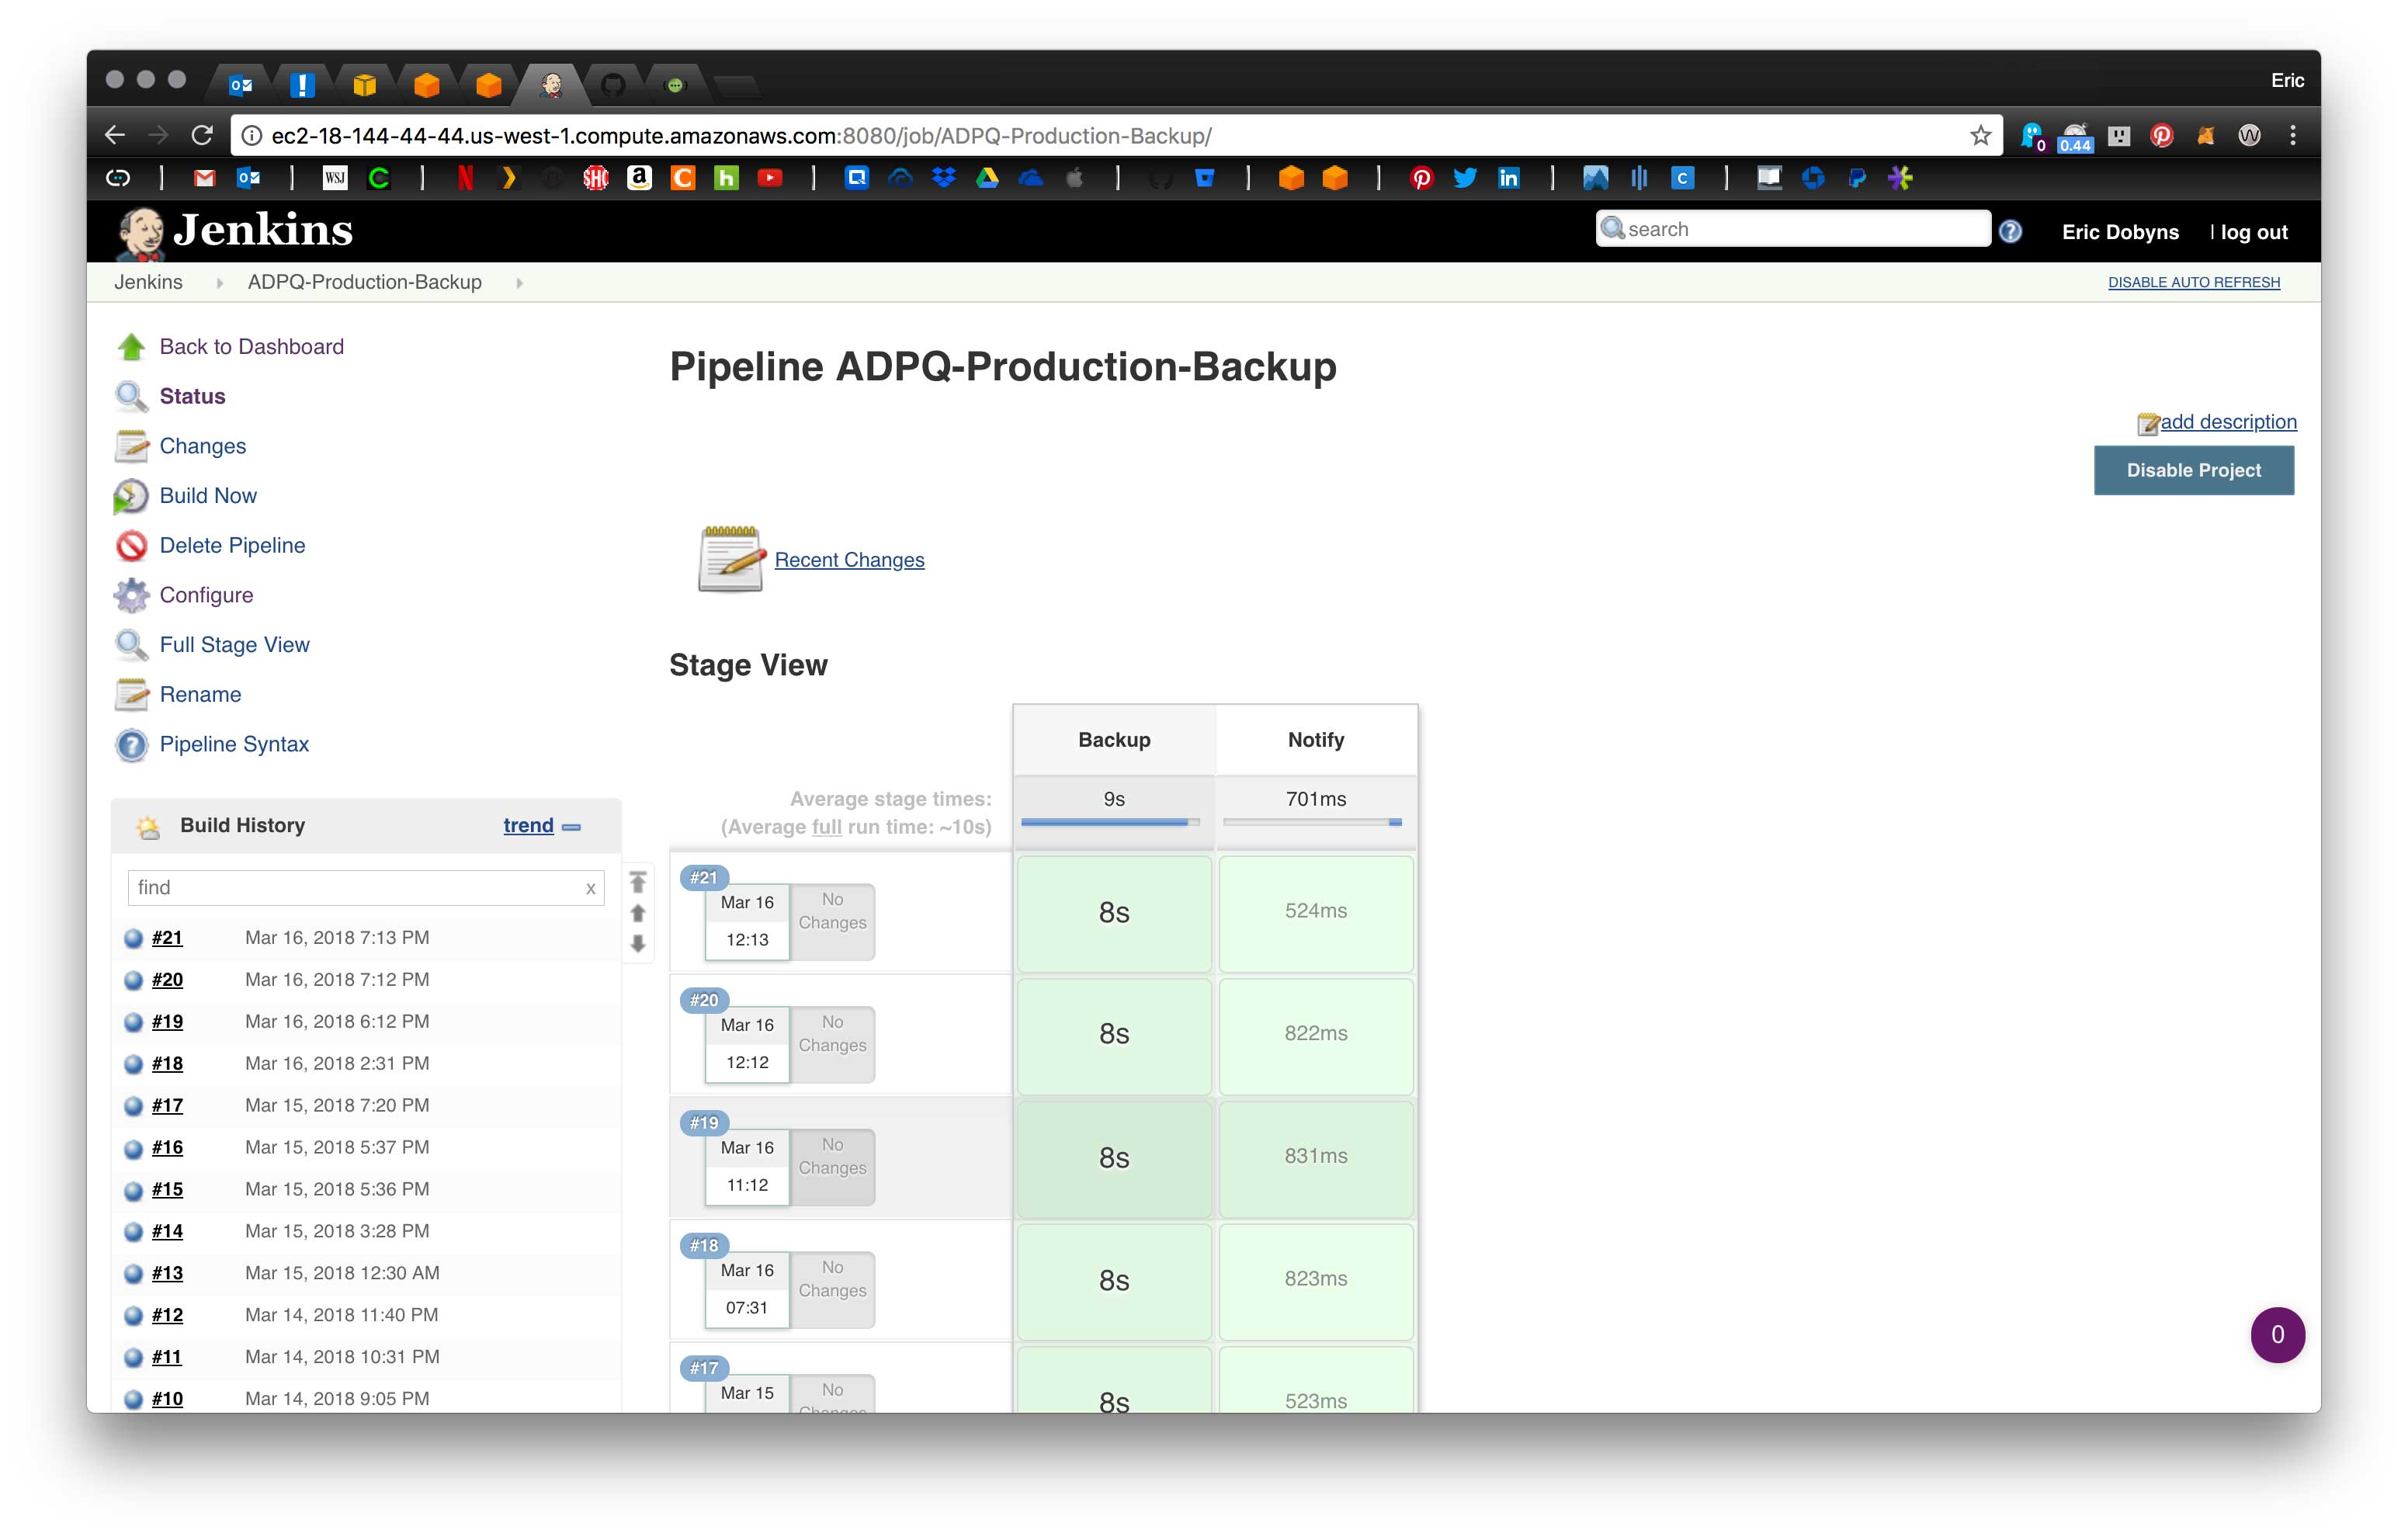 Eric
ec2-18-144-44-44.us-west-1.compute.amazonaws.com:8080/job/ADPQ-Production-Backup/
0
0.44
WSJ
Jenkins
search
Eric Dobyns
| log out
Jenkins
ADPQ-Production-Backup
DISABLE AUTO REFRESH
Back to Dashboard
Status
Changes
Build Now
Delete Pipeline
Configure
Full Stage View
Rename
Pipeline Syntax
Build History
trend
find
x
#21 Mar 16, 2018 7:13 PM
#20 Mar 16, 2018 7:12 PM
#19 Mar 16, 2018 6:12 PM
#18 Mar 16, 2018 2:31 PM
#17 Mar 15, 2018 7:20 PM
#16 Mar 15, 2018 5:37 PM
#15 Mar 15, 2018 5:36 PM
#14 Mar 15, 2018 3:28 PM
#13 Mar 15, 2018 12:30 AM
#12 Mar 14, 2018 11:40 PM
#11 Mar 14, 2018 10:31 PM
#10 Mar 14, 2018 9:05 PM
Pipeline ADPQ-Production-Backup
add description
Disable Project
Recent Changes
Stage View
Backup
Notify
Average stage times:
(Average full run time: ~10s)
9s
701ms
#21
Mar 16
12:13
No
Changes
8s
524ms
#20
Mar 16
12:12
No
Changes
8s
822ms
#19
Mar 16
11:12
No
Changes
8s
831ms
#18
Mar 16
07:31
No
Changes
8s
823ms
#17
Mar 15
No
Changes
8s
523ms
0